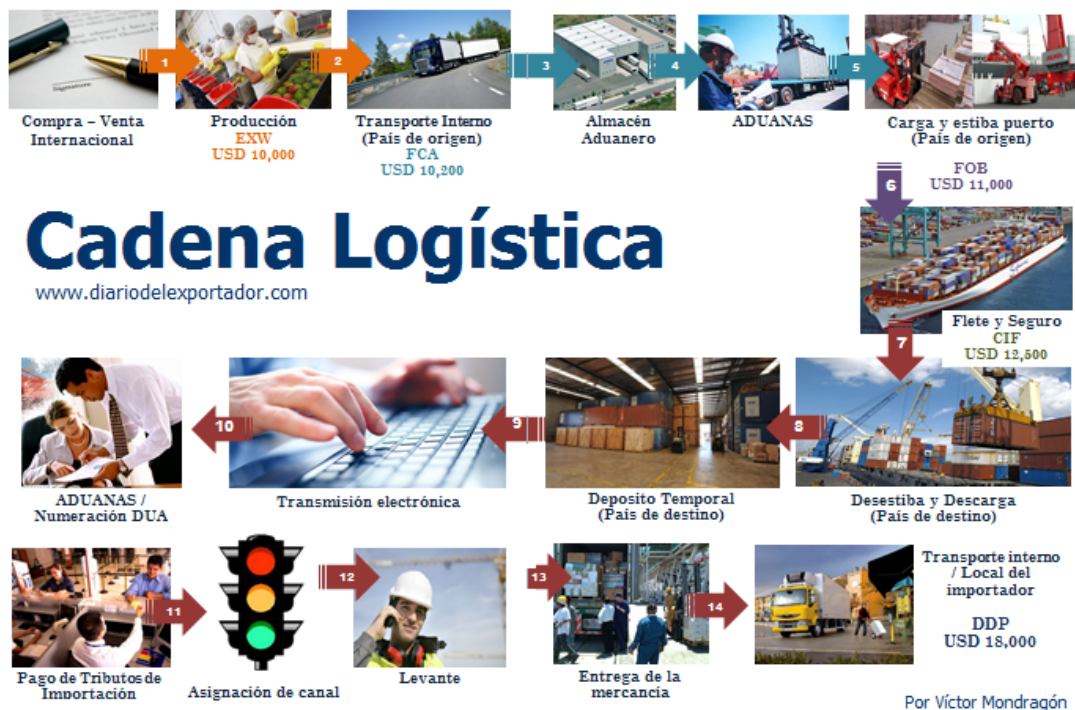 1
2
3
4
5
Compra – Venta
Internacional
Producción
EXW
USD 10,000
Transporte Interno
(País de origen)
FCA
USD 10,200
Almacén
Aduanero
ADUANAS
Carga y estiba puerto
(País de origen)
6
FOB
USD 11,000
Cadena Logística
www.diariodelexportador.com
Flete y Seguro
CIF
USD 12,500
7
10
9
8
ADUANAS /
Numeración DUA
Transmisión electrónica
Deposito Temporal
(País de destino)
Desestiba y Descarga
(País de destino)
11
12
13
14
Transporte interno
/ Local del
importador
DDP
USD 18,000
Pago de Tributos de
Importación
Asignación de canal
Levante
Entrega de la
mercancía
Por Víctor Mondragón